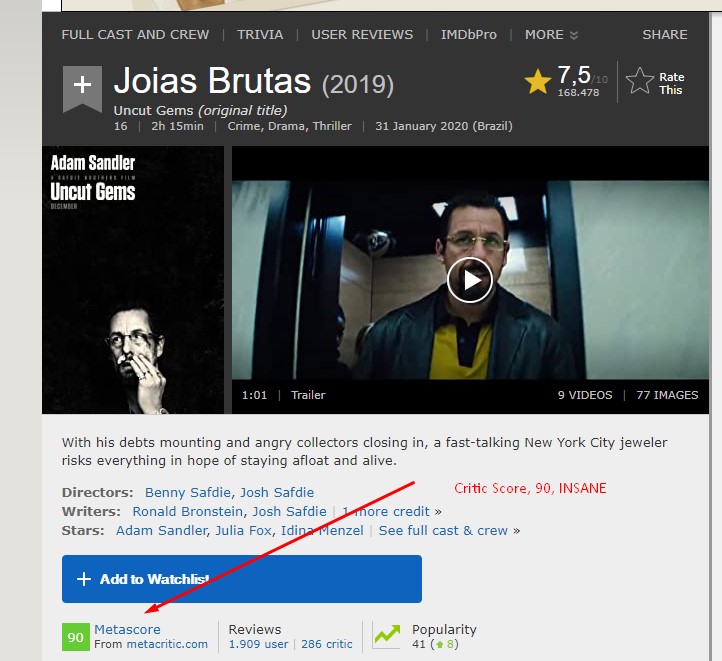 FULL CAST AND CREW | TRIVIA | USER REVIEWS | IMDbPro | MORE SHARE
+ Joias Brutas (2019)
7,5/10
168.478
Rate
This
Uncut Gems (original title)
16 | 2h 15min | Crime, Drama, Thriller | 31 January 2020 (Brazil)
Adam Sandler
A SAFDIE BROTHERS FILM
Uncut Gems
DECEMBER
1:01 | Trailer
9 VIDEOS | 77 IMAGES
With his debts mounting and angry collectors closing in, a fast-talking New York City jeweler
risks everything in hope of staying afloat and alive.
Critic Score, 90, INSANE
Directors: Benny Safdie, Josh Safdie
Writers: Ronald Bronstein, Josh Safdie | 1 more credit »
Stars: Adam Sandler, Julia Fox, Idina Menzel | See full cast & crew »
+ Add to Watchlist
90 Metascore
From metacritic.com
Reviews
1.909 user | 286 critic
Popularity
41 (8)